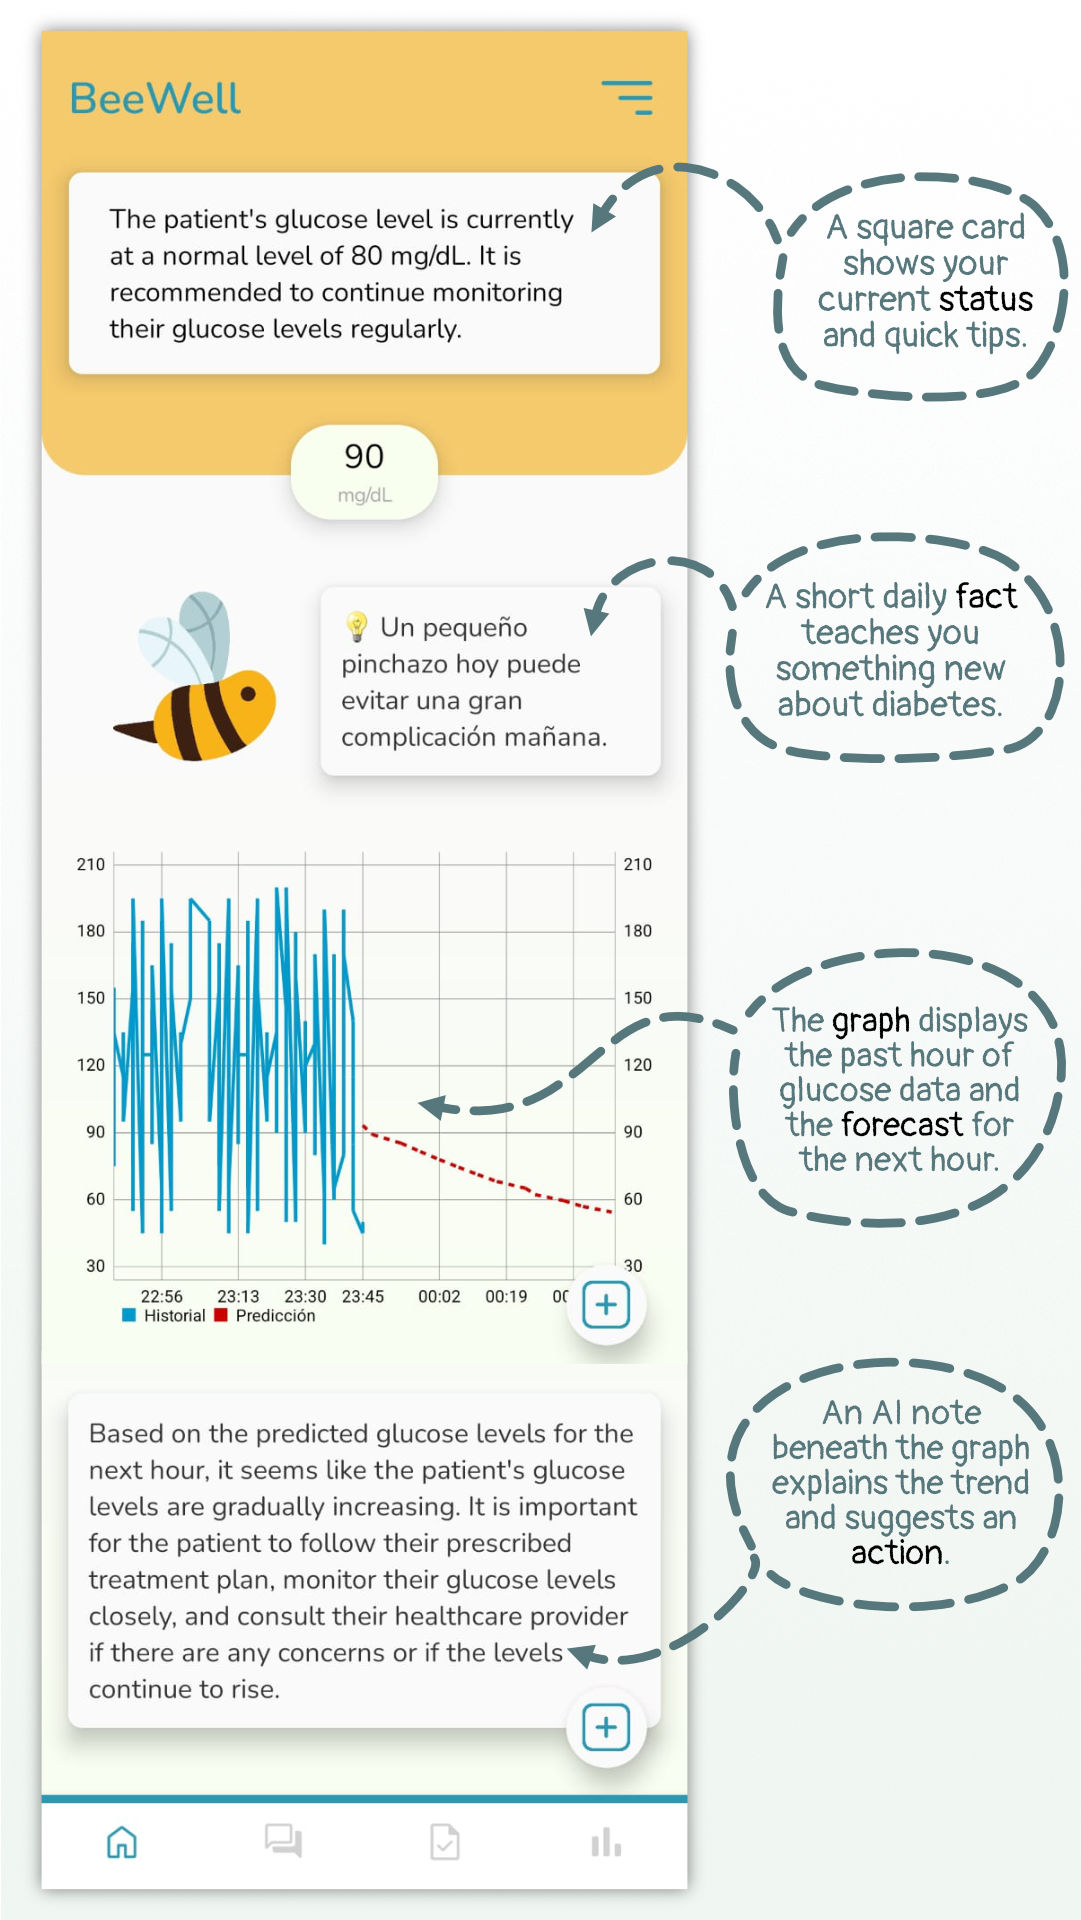 BeeWell
The patient's glucose level is currently
at a normal level of 80 mg/dL. It is
recommended to continue monitoring
their glucose levels regularly.
A square card
shows your
current status
and quick tips.
90
mg/dL
💡 Un pequeño
pinchazo hoy puede
evitar una gran
complicación mañana.
A short daily fact
teaches you
something new
about diabetes.
210 210
180 180
150 150
120 120
90 90
60 60
30 30
22:56 23:13 23:30 23:45 00:02 00:19 00
Historial Predicción
The graph displays
the past hour of
glucose data and
the forecast for
the next hour.
Based on the predicted glucose levels for the
next hour, it seems like the patient's glucose
levels are gradually increasing. It is important
for the patient to follow their prescribed
treatment plan, monitor their glucose levels
closely, and consult their healthcare provider
if there are any concerns or if the levels
continue to rise.
An AI note
beneath the graph
explains the trend
and suggests an
action.